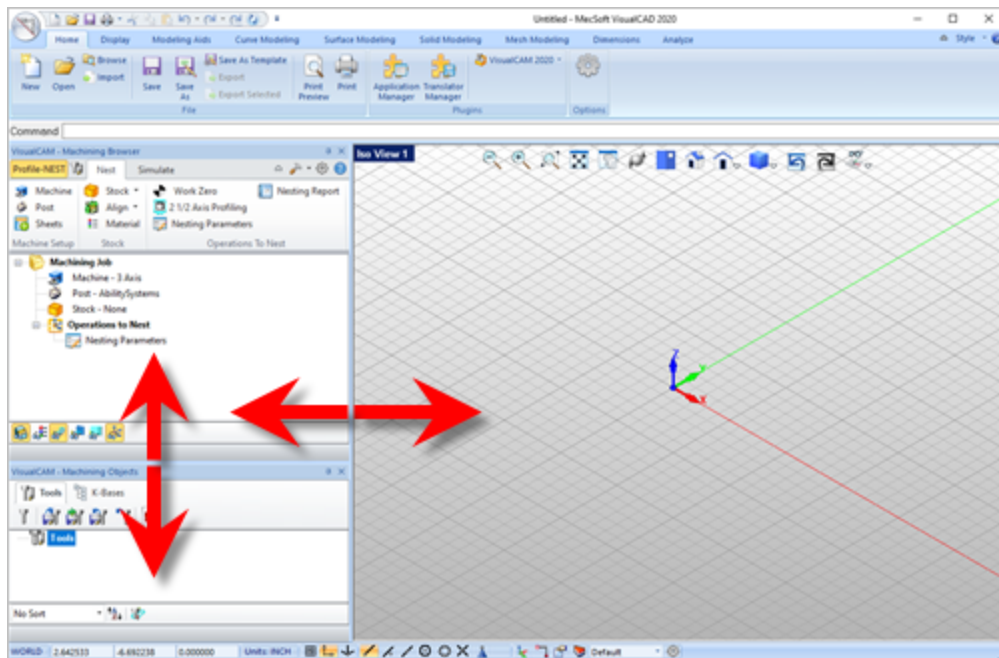 Untitled - MecSoft VisualCAD 2020
Home Display Modeling Aids Curve Modeling Surface Modeling Solid Modeling Mesh Modeling Dimensions Analyze Style
New Open Browse Import Save Save As Save As Template Export Export Selected Print Preview Print Application Manager Translator Manager VisualCAM 2020
File Plugins Options
Command
VisualCAM - Machining Browser
Iso View 1
Profile-NEST Nest Simulate
Machine Stock Work Zero Nesting Report
Post Align 2 1/2 Axis Profiling
Sheets Material Nesting Parameters
Machine Setup Stock Operations To Nest
Machining Job
Machine - 3 Axis
Post - AbilitySystems
Stock - None
Operations to Nest
Nesting Parameters
Z
Y
X
VisualCAM - Machining Objects
Tools K-Bases
Tools
No Sort
WORLD 2.642533 -6.692238 0.000000 Units: INCH Default